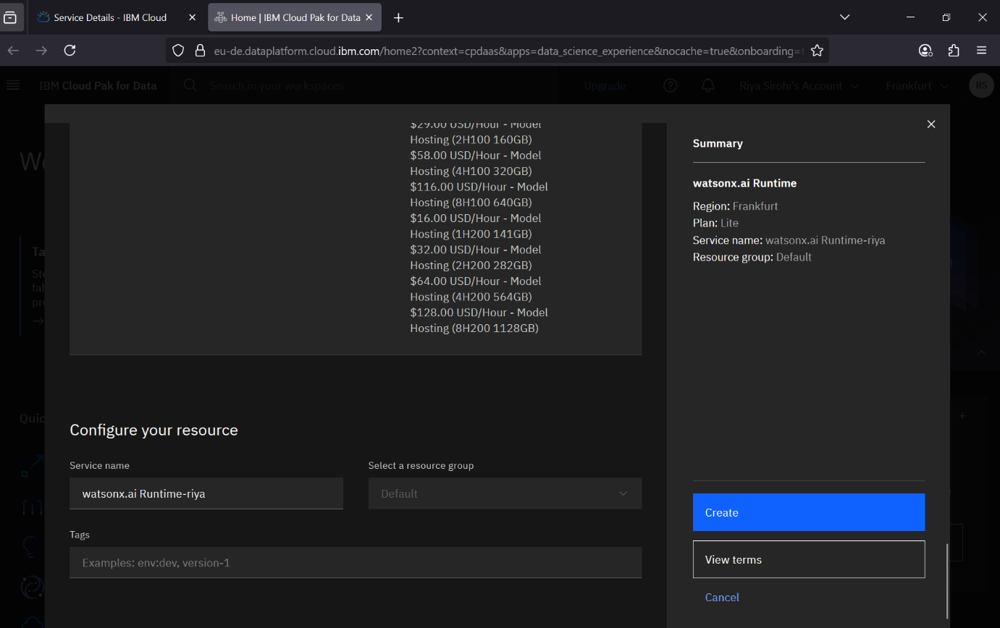 Service Details - IBM Cloud
Home | IBM Cloud Pak for Data
eu-de.dataplatform.cloud.ibm.com/home2?context=cpdaas&apps=data_science_experience&nocache=true&onboarding=
IBM Cloud Pak for Data
Search in your workspaces
Upgrade
Riya Sirohi's Account
Frankfurt
RS
$29.00 USD/Hour - Model
Hosting (2H100 160GB)
$58.00 USD/Hour - Model
Hosting (4H100 320GB)
$116.00 USD/Hour - Model
Hosting (8H100 640GB)
$16.00 USD/Hour - Model
Hosting (1H200 141GB)
$32.00 USD/Hour - Model
Hosting (2H200 282GB)
$64.00 USD/Hour - Model
Hosting (4H200 564GB)
$128.00 USD/Hour - Model
Hosting (8H200 1128GB)
Configure your resource
Service name
watsonx.ai Runtime-riya
Select a resource group
Default
Tags
Examples: env:dev, version-1
Summary
watsonx.ai Runtime
Region: Frankfurt
Plan: Lite
Service name: watsonx.ai Runtime-riya
Resource group: Default
Create
View terms
Cancel